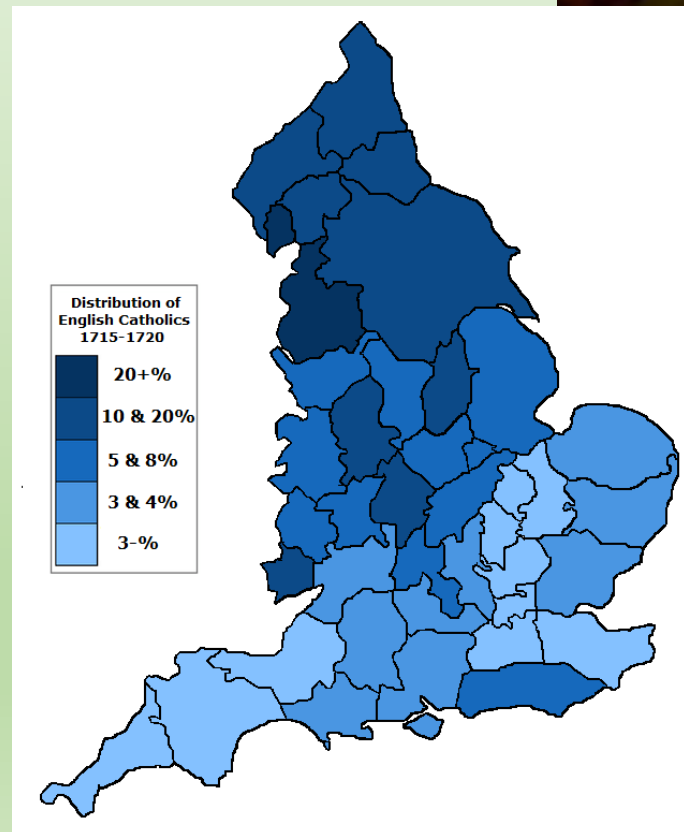 Distribution of
English Catholics
1715-1720
20+%
10 & 20%
5 & 8%
3 & 4%
3-%